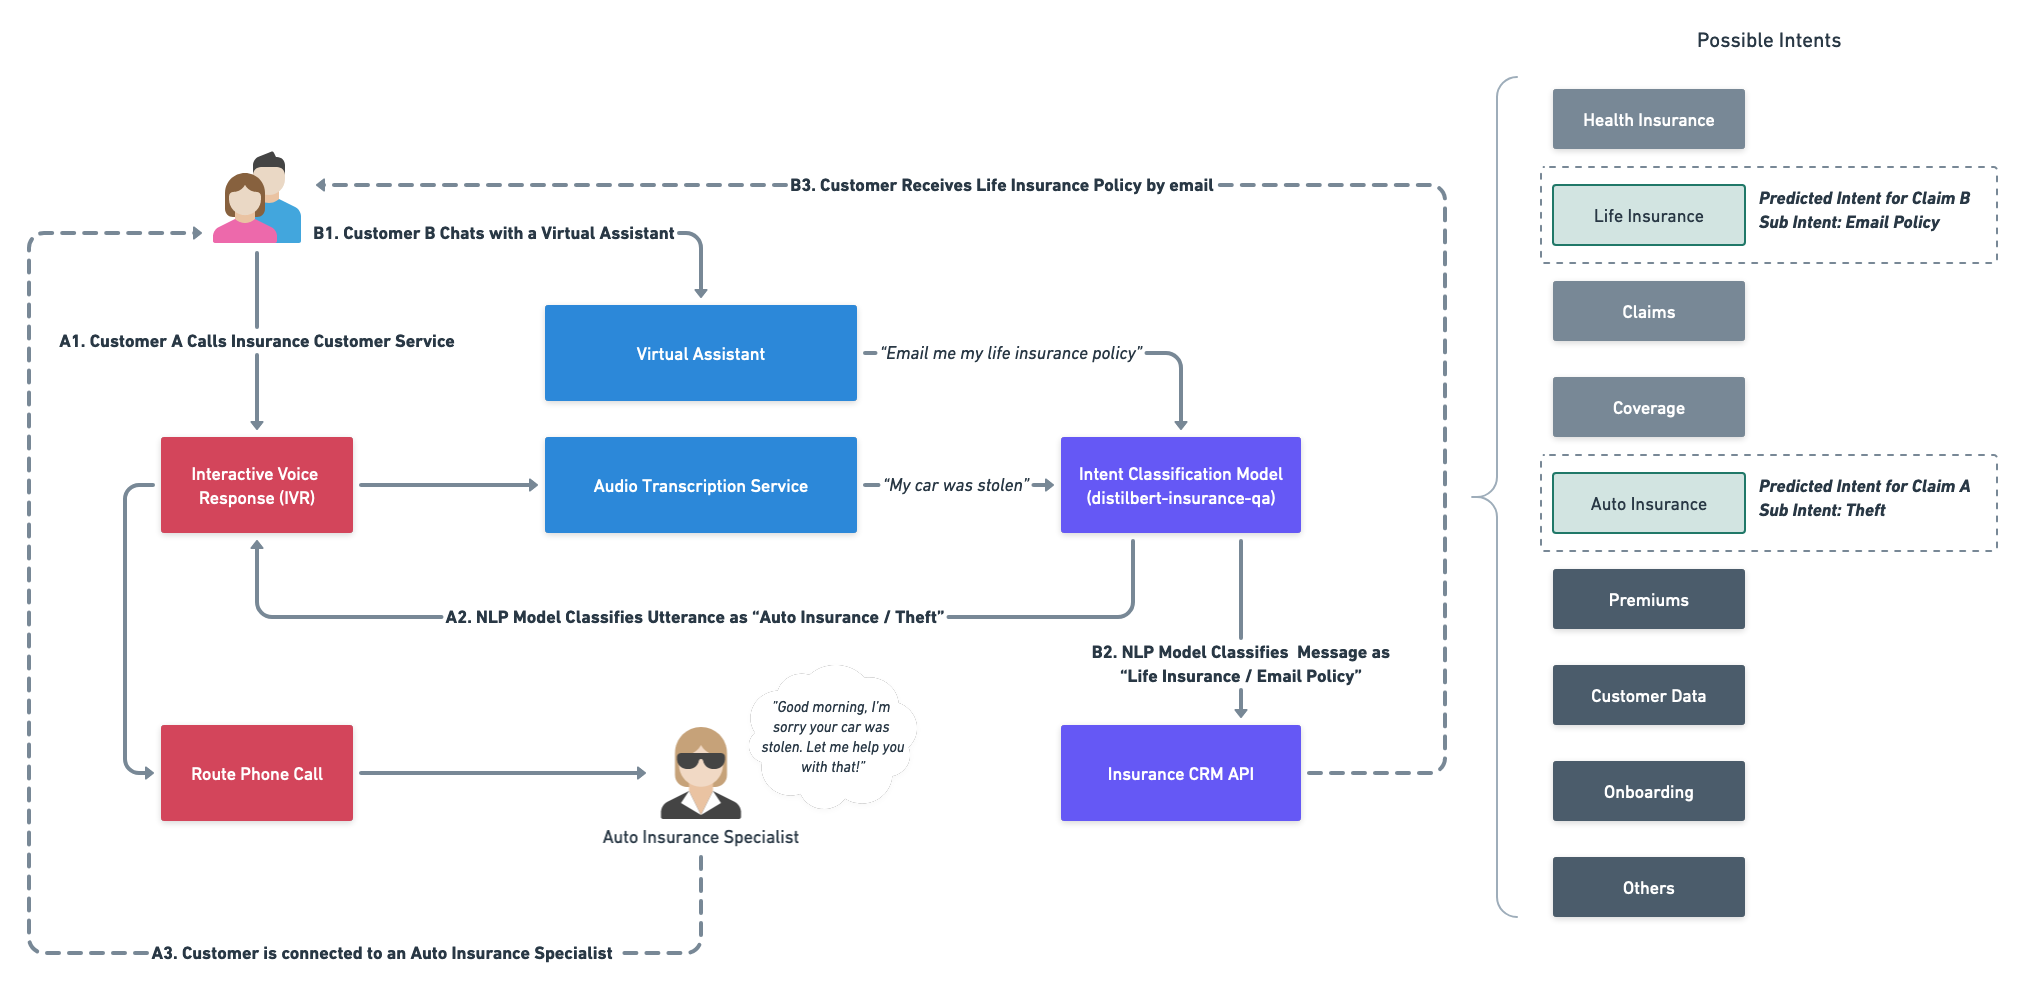 Possible Intents
Health Insurance
B3. Customer Receives Life Insurance Policy by email
Life Insurance
Predicted Intent for Claim B
Sub Intent: Email Policy
B1. Customer B Chats with a Virtual Assistant
Claims
A1. Customer A Calls Insurance Customer Service
Virtual Assistant
“Email me my life insurance policy”
Coverage
Interactive Voice
Response (IVR)
Audio Transcription Service
“My car was stolen”
Intent Classification Model
(distilbert-insurance-qa)
Auto Insurance
Predicted Intent for Claim A
Sub Intent: Theft
Premiums
A2. NLP Model Classifies Utterance as “Auto Insurance / Theft”
B2. NLP Model Classifies  Message as
“Life Insurance / Email Policy”
Customer Data
"Good morning, I'm
sorry your car was
stolen. Let me help you
with that!"
Route Phone Call
Insurance CRM API
Onboarding
Auto Insurance Specialist
Others
A3. Customer is connected to an Auto Insurance Specialist